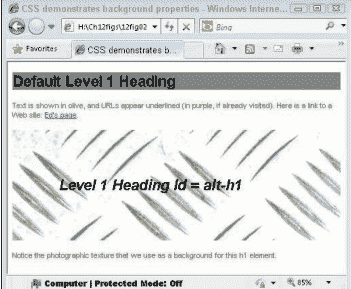 CSS demonstrates background properties - Windows Interne...
H:\Ch12figs\12fig02
Bing
Favorites
CSS demonstrates b...
Default Level 1 Heading
Text is shown in olive, and URLs appear underlined (in purple, if already visited). Here is a link to a
Web site: Ed's page.
Level 1 Heading id = alt-h1
Notice the photographic texture that we use as a background for this h1 element.
Computer | Protected Mode: Off
85%